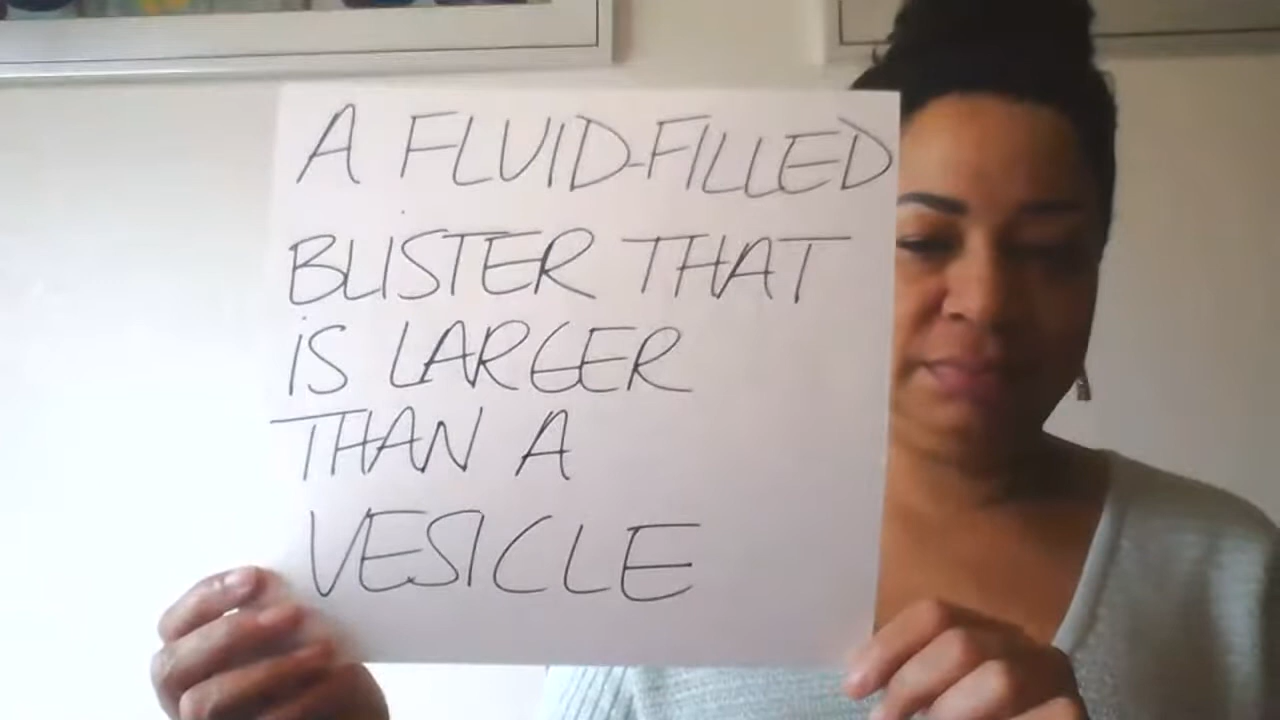 A FLUID-FILLED
BLISTER THAT
IS LARGER
THAN A
VESICLE